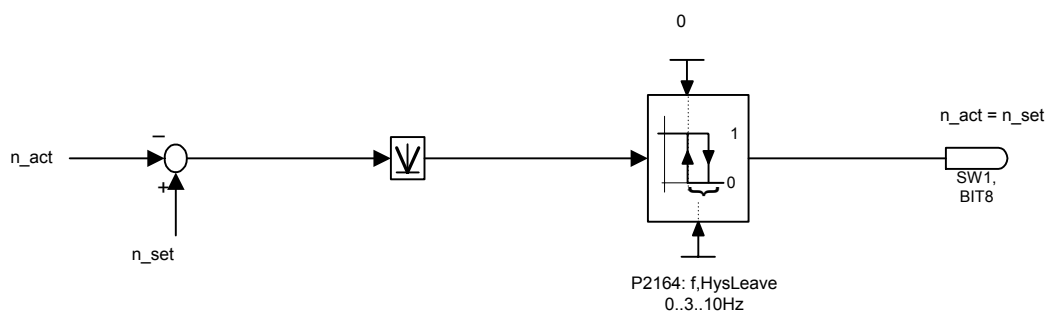 0
n_act = n_set
−
n_act
1
+
0
SW1,
BIT8
n_set
P2164: f,HysLeave
0..3..10Hz